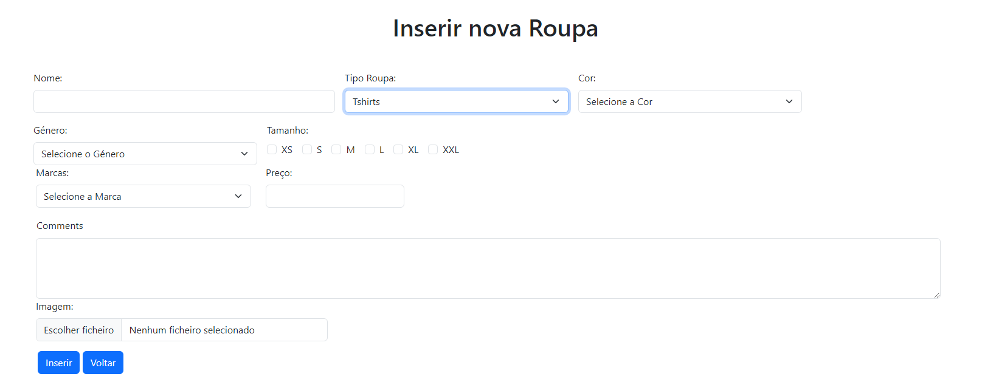 Inserir nova Roupa
Nome: Tipo Roupa: Cor:
Tshirts Selecione a Cor
Género: Tamanho:
Selecione o Género XS S M L XL XXL
Marcas: Preço:
Selecione a Marca
Comments
Imagem:
Escolher ficheiro Nenhum ficheiro selecionado
Inserir Voltar